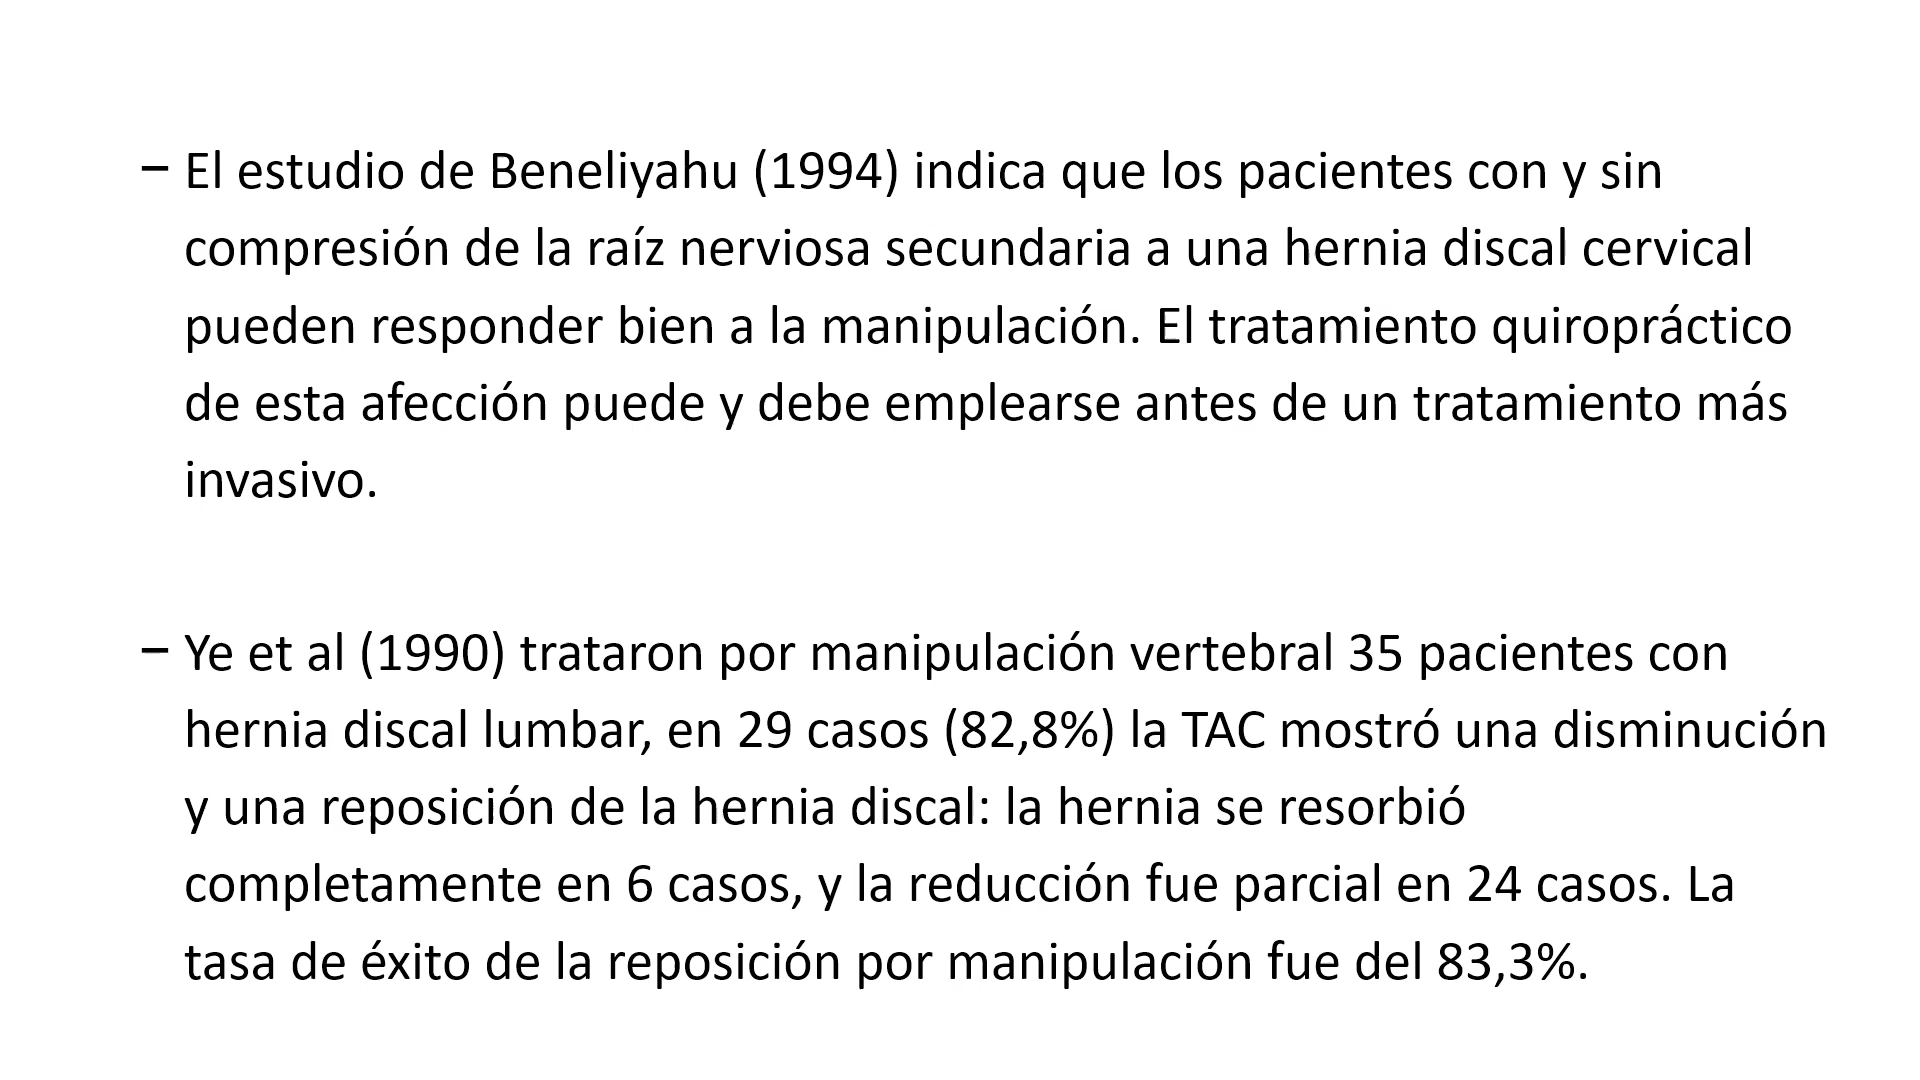 – El estudio de Beneliyahu (1994) indica que los pacientes con y sin
compresión de la raíz nerviosa secundaria a una hernia discal cervical
pueden responder bien a la manipulación. El tratamiento quiropráctico
de esta afección puede y debe emplearse antes de un tratamiento más
invasivo.
– Ye et al (1990) trataron por manipulación vertebral 35 pacientes con
hernia discal lumbar, en 29 casos (82,8%) la TAC mostró una disminución
y una reposición de la hernia discal: la hernia se resorbió
completamente en 6 casos, y la reducción fue parcial en 24 casos. La
tasa de éxito de la reposición por manipulación fue del 83,3%.